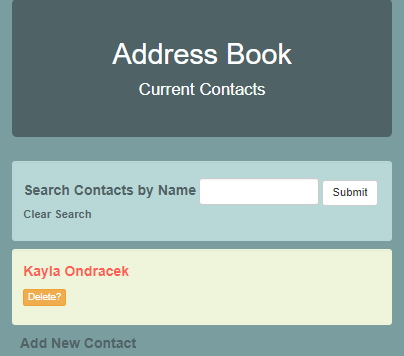 Address Book
Current Contacts
Search Contacts by Name Submit
Clear Search
Kayla Ondracek
Delete?
Add New Contact